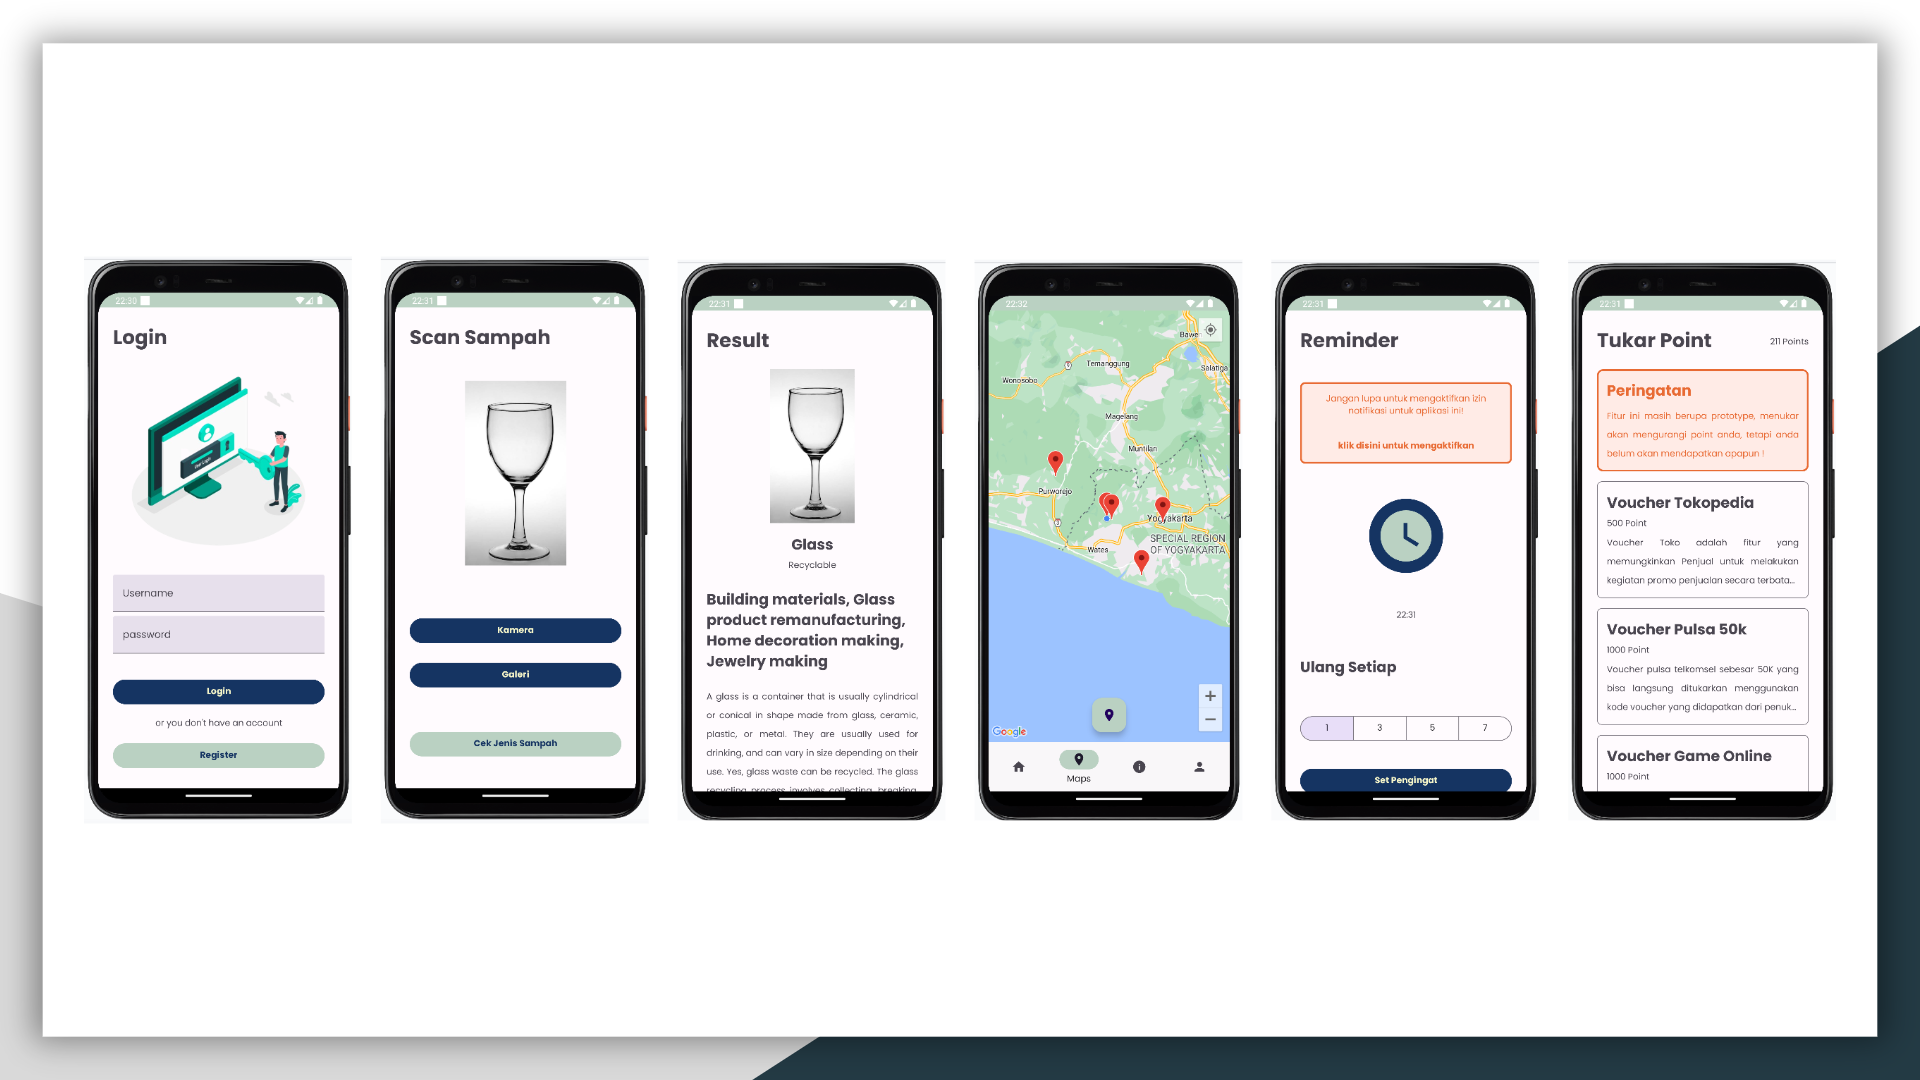 22:30
Login
Username
password
Login
or you don't have an account
Register
22:31
Scan Sampah
Kamera
Galeri
Cek Jenis Sampah
22:31
Result
Glass
Recyclable
Building materials, Glass
product remanufacturing,
Home decoration making,
Jewelry making
A glass is a container that is usually cylindrical
or conical in shape made from glass, ceramic,
plastic, or metal. They are usually used for
drinking, and can vary in size depending on their
use. Yes, glass waste can be recycled. The glass
recycling process involves collecting, breaking,
22:32
Bawe
Temanggung
Salatiga
Wonosobo
Magelang
Muntilan
Purworejo
Yogyakarta
SPECIAL REGION
OF YOGYAKARTA
Wates
Google
Maps
22:31
Reminder
Jangan lupa untuk mengaktifkan izin
notifikasi untuk aplikasi ini!
klik disini untuk mengaktifkan
22:31
Ulang Setiap
1 3 5 7
Set Pengingat
22:31
Tukar Point
211 Points
Peringatan
Fitur ini masih berupa prototype, menukar
akan mengurangi point anda, tetapi anda
belum akan mendapatkan apapun !
Voucher Tokopedia
500 Point
Voucher Toko adalah fitur yang
memungkinkan Penjual untuk melakukan
kegiatan promo penjualan secara terbata...
Voucher Pulsa 50k
1000 Point
Voucher pulsa telkomsel sebesar 50K yang
bisa langsung ditukarkan menggunakan
kode voucher yang didapatkan dari penuk...
Voucher Game Online
1000 Point